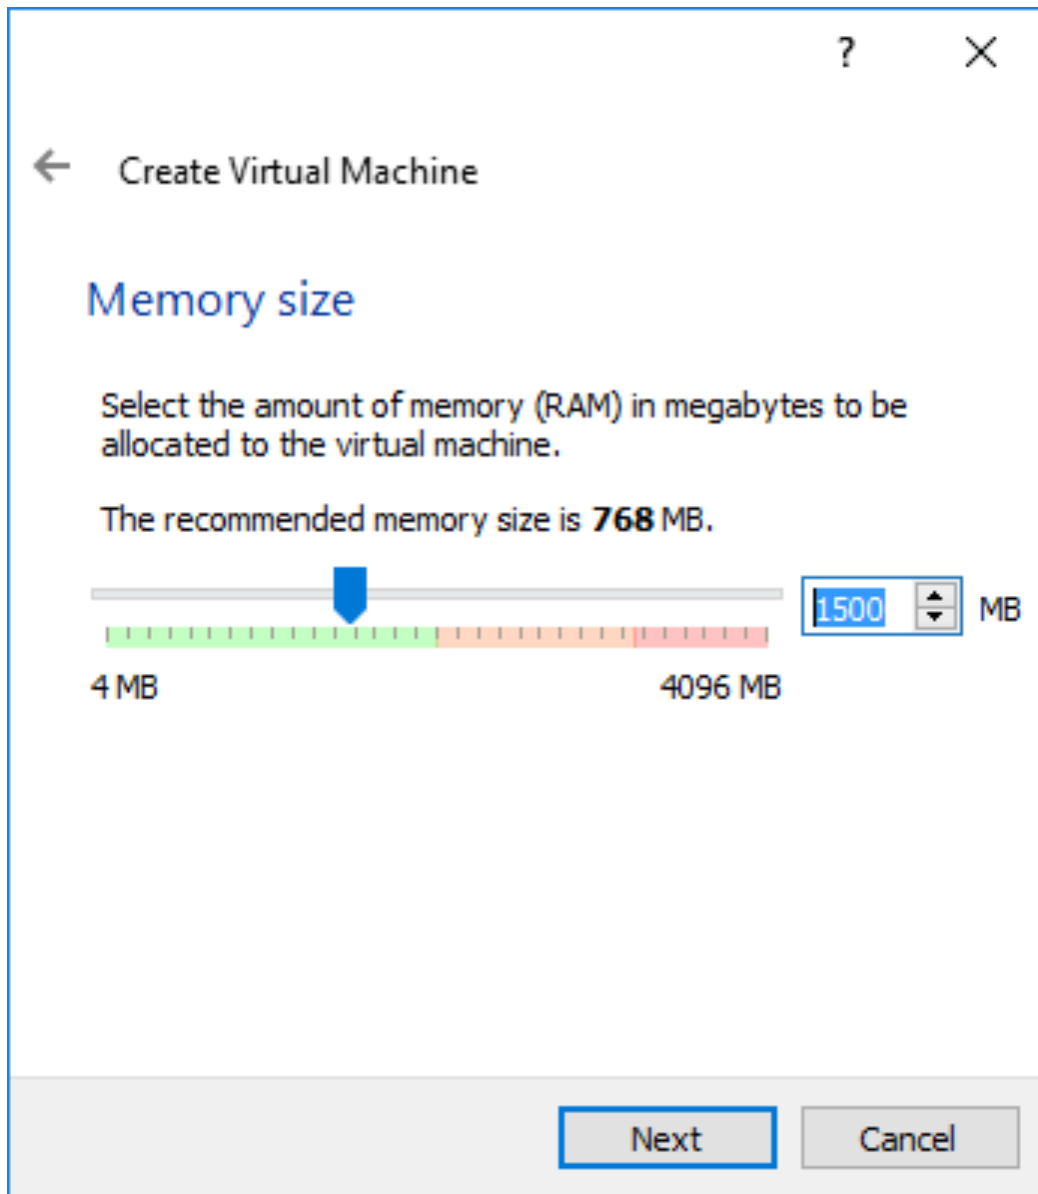 ?
Create Virtual Machine
Memory size
Select the amount of memory (RAM) in megabytes to be
allocated to the virtual machine.
The recommended memory size is 768 MB.
1500 MB
4 MB 4096 MB
Next Cancel